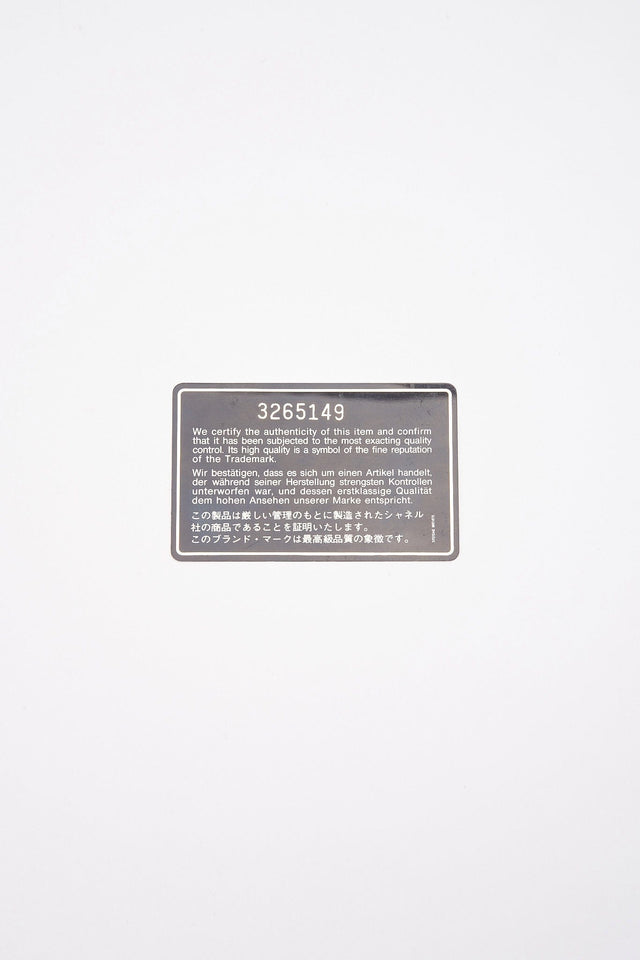 3265149
We certify the authenticity of this item and confirm
that it has been subjected to the most exacting quality
control. Its high quality is a symbol of the fine reputation
of the Trademark.
Wir bestätigen, dass es sich um einen Artikel handelt,
der während seiner Herstellung strengsten Kontrollen
unterworfen war, und dessen erstklassige Qualität
dem hohen Ansehen unserer Marke entspricht.
この製品は厳しい管理のもとに製造されたシャネル
社の商品であることを証明いたします。
このブランド・マークは最高級品質の象徴です。